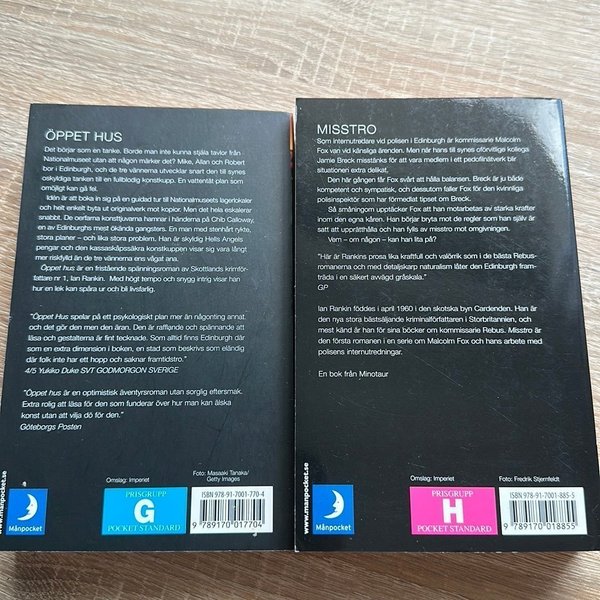 ÖPPET HUS
Det börjar som en tanke. Borde man inte kunna stjäla tavlor från
Nationalmuseet utan att någon märker det? Mike, Allan och Robert
bor i Edinburgh, och de tre vännerna utvecklar snart den till synes
oskyldiga tanken till en fullblodig konstkupp. En vattentät plan som
omöjligt kan gå fel.
Idén är att boka in sig på en guidad tur till Nationalmuseets lagerlokaler
och helt enkelt byta ut originalverk mot kopior. Men det hela eskalerar
snabbt. De oerfarna konsttjuvarna hamnar i händerna på Chib Calloway,
en av Edinburghs mest ökända gangsters. En man med stenhårt rykte,
stora planer – och lika stora problem. Han är skyldig Hells Angels
pengar och den kassaskåpssäkra konstkuppen visar sig vara långt
mer riskfylld än de tre vännerna ens vågat ana.
Öppet hus är en fristående spänningsroman av Skottlands krimför-
fattare nr 1, Ian Rankin. Med högt tempo och snygg intrig visar han
hur en lek kan spåra ur och bli livsfarlig.
"Öppet Hus spelar på ett psykologiskt plan mer än någonting annat,
och det gör den men den äran. Den är rafflande och spännande att
läsa och gestalterna är fint tecknade. Som alltid finns Edinburgh där
som en extra dimension i boken, en stad som beskrivs som eländig
där folk inte har ett hopp och saknar framtidstro."
4/5 Yukiko Duke SVT GODMORGON SVERIGE
"Öppet hus är en optimistisk äventyrsroman utan sorglig eftersmak.
Extra rolig att läsa för den som funderar över hur man kan älska
konst utan att vilja dö för den."
Göteborgs Posten
www.manpocket.se
Månpocket
Omslag: Imperiet
Foto: Masaaki Tanaka/
Getty Images
PRISGRUPP
G
POCKET STANDARD
ISBN 978-91-7001-770-4
9 789170 017704
MISSTRO
Som internutredare vid polisen i Edinburgh är kommissarie Malcolm
Fox van vid känsliga ärenden. Men när hans till synes oförvitlige kollega
Jamie Breck misstänks för att vara medlem i ett pedofilnätverk blir
situationen extra delikat.
Den här gången får Fox svårt att hålla balansen. Breck är ju både
kompetent och sympatisk, och dessutom faller Fox för den kvinnliga
polisinspektör som har förmedlat tipset om Breck.
Så småningom upptäcker Fox att han motarbetas av starka krafter
inom den egna kåren. Han börjar bryta mot de regler som han själv är
satt att upprätthålla och han fylls av misstro mot omgivningen.
Vem – om någon – kan han lita på?
"Här är Rankins prosa lika kraftfull och valörrik som i de bästa Rebus-
romanerna och med detaljskarp naturalism låter den Edinburgh fram-
träda i en säkert avvägd gråskala."
GP
Ian Rankin föddes i april 1960 i den skotska byn Cardenden. Han är
den nya stora bästsäljande kriminalförfattaren i Storbritannien, och
mest känd är han för sina böcker om kommissarie Rebus. Misstro är
den första romanen i en serie om Malcolm Fox och hans arbete med
polisens internutredningar.
En bok från Minotaur
www.manpocket.se
Månpocket
Omslag: Imperiet
Foto: Fredrik Stjernfeldt
PRISGRUPP
H
POCKET STANDARD
ISBN 978-91-7001-885-5
9 789170 018855